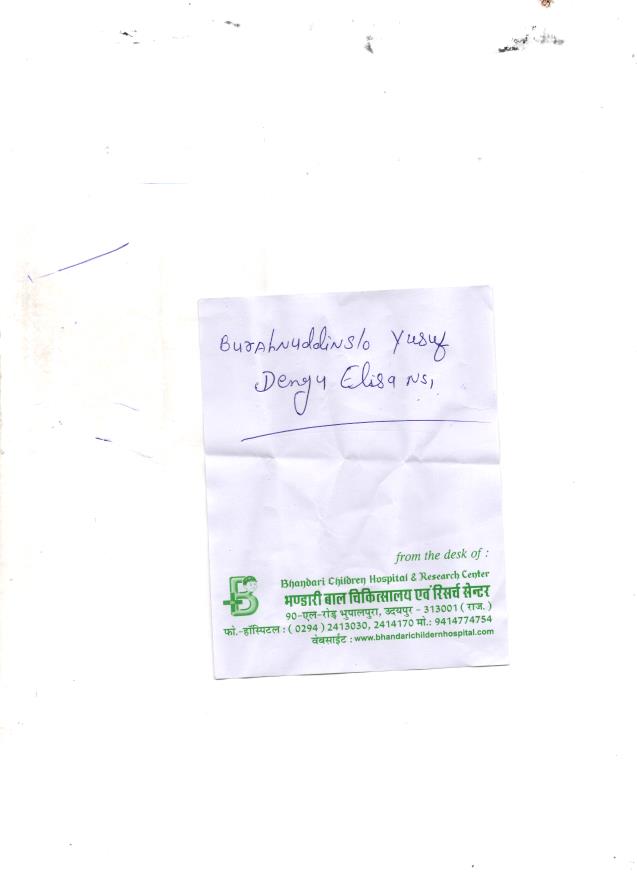 Burahnuddin s/o Yusuf
Dengu Elisa NS1
from the desk of :
Bhandari Children Hospital & Research Center
भण्डारी बाल चिकित्सालय एवं रिसर्च सेन्टर
90-एल-रोड़ भुपालपुरा, उदयपुर - 313001 ( राज. )
फो.-हॉस्पिटल : ( 0294 ) 2413030, 2414170 मो.: 9414774754
वेबसाईट : www.bhandarichildernhospital.com